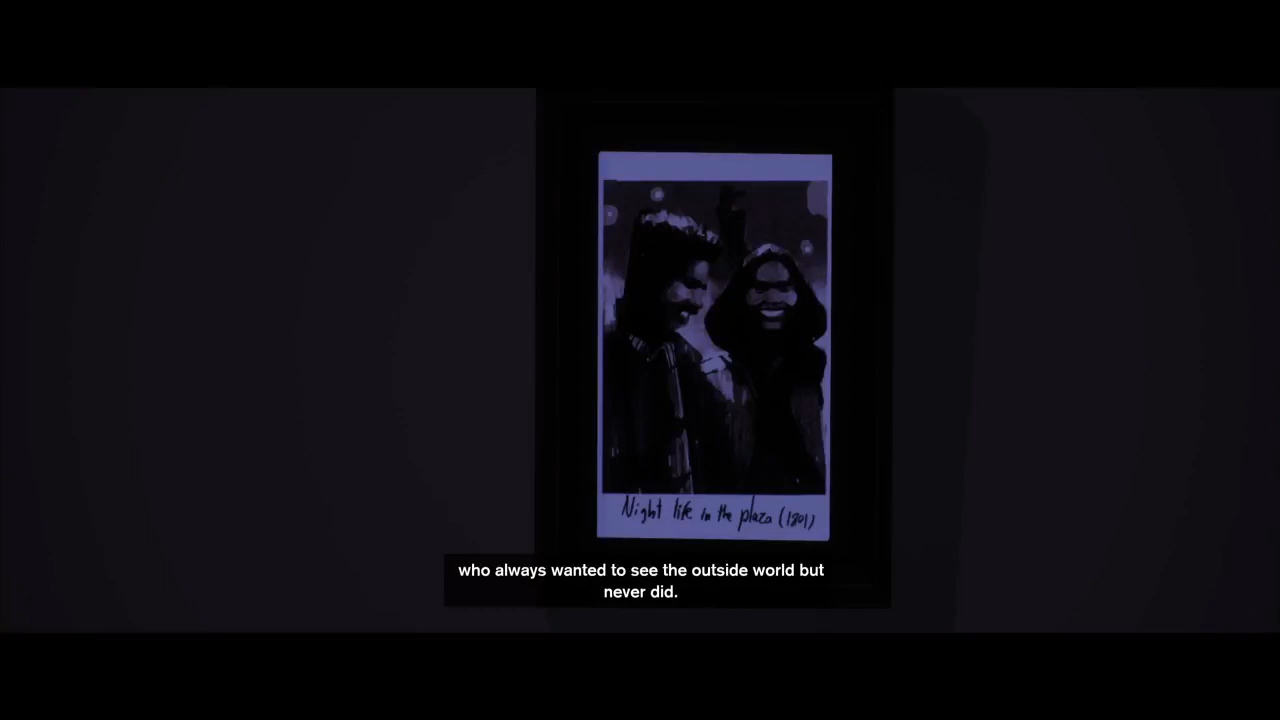 Night life in the plaza (1801)
who always wanted to see the outside world but
never did.